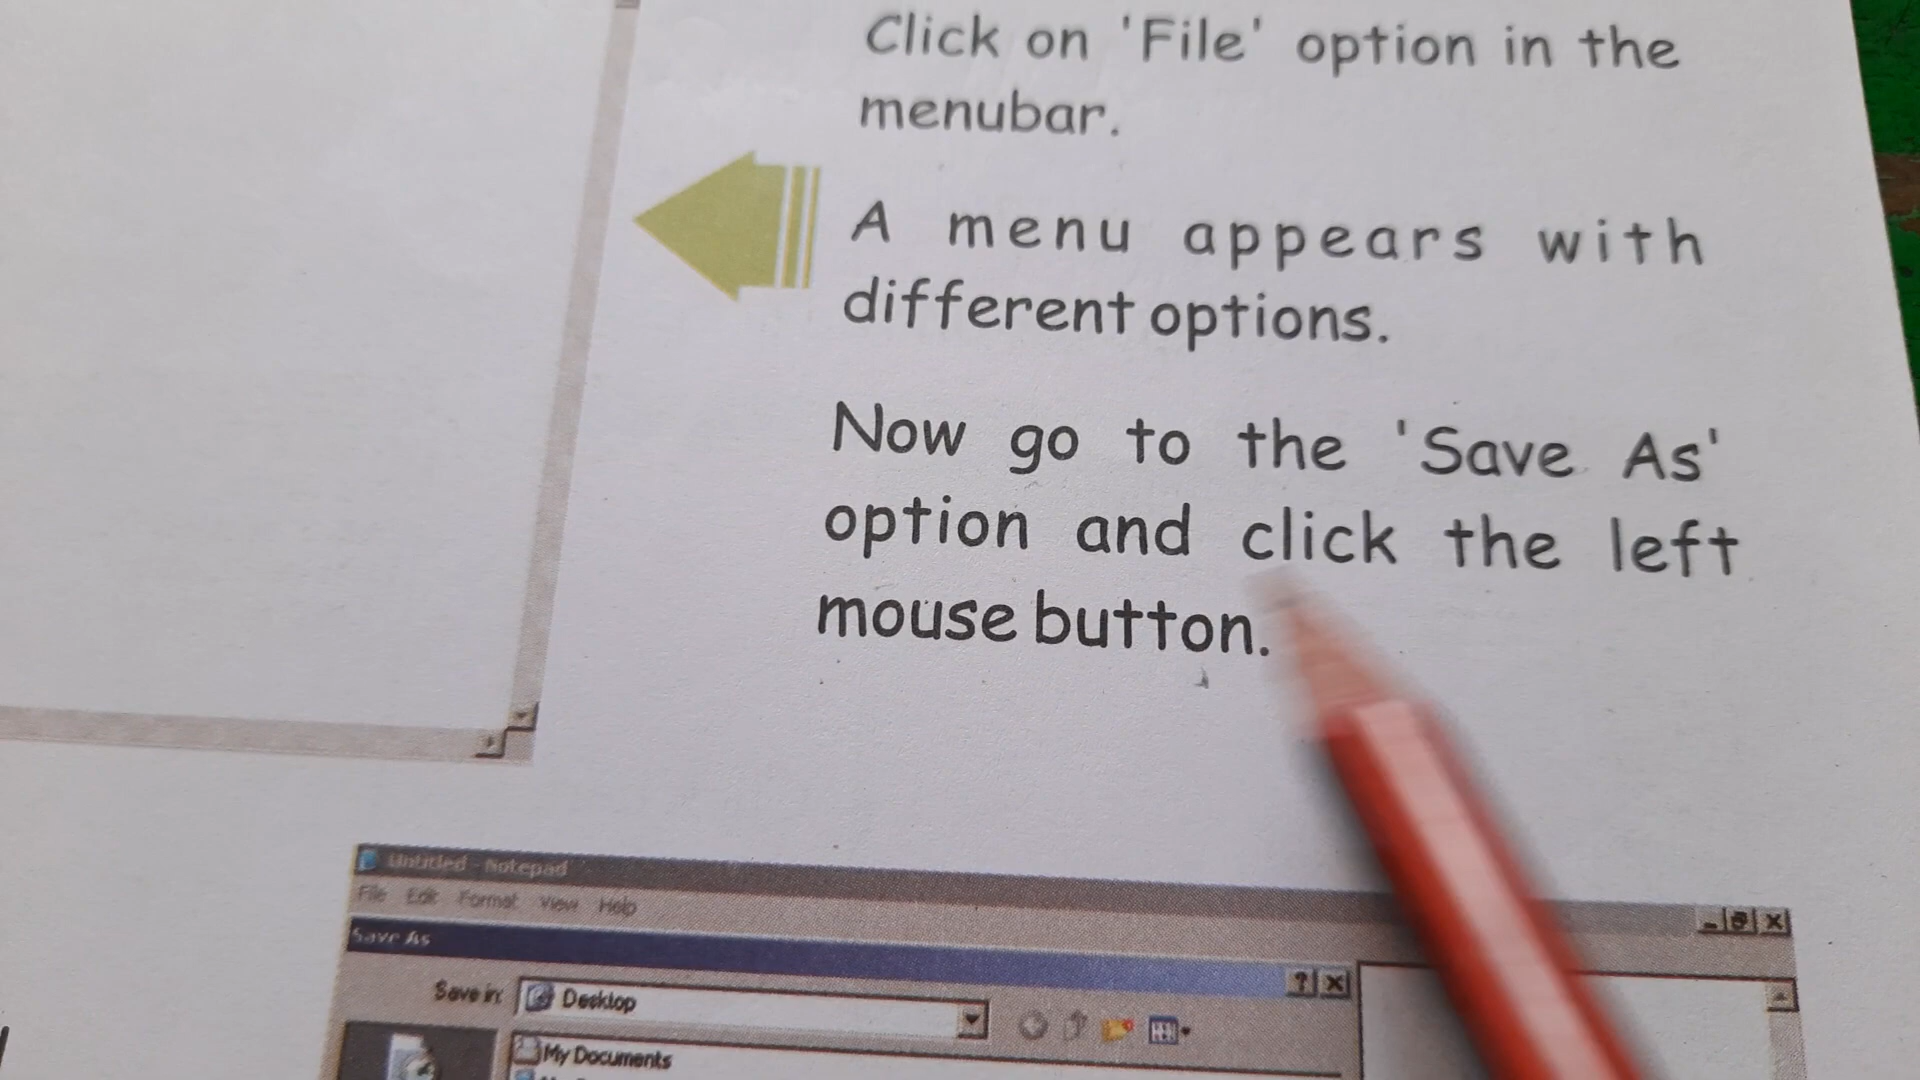 Click on 'File' option in the
menubar.
A menu appears with
different options.
Now go to the 'Save As'
option and click the left
mouse button.
Untitled - Notepad
File Edit Format View Help
Save As
Save in: Desktop
My Documents